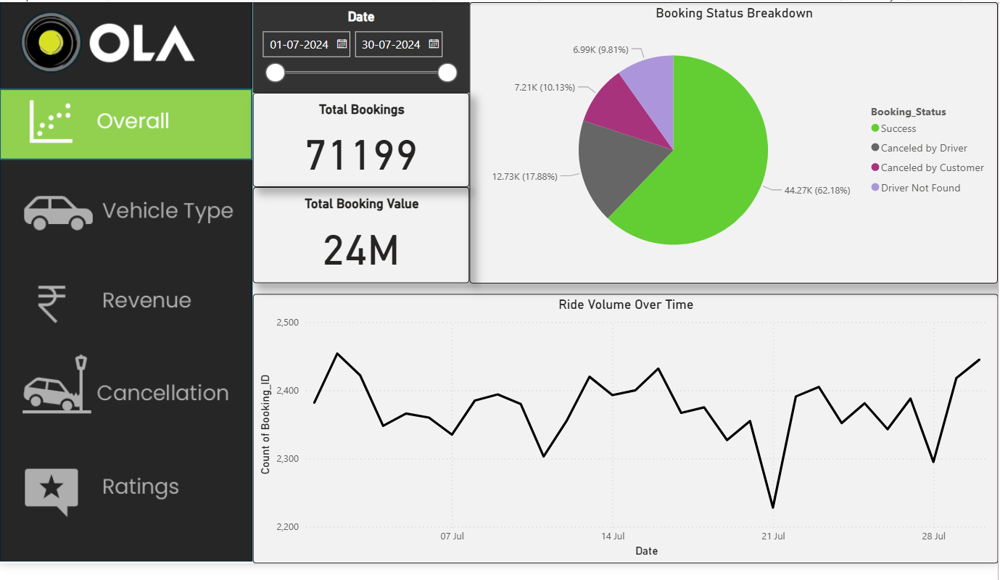 OLA
Overall
Vehicle Type
Revenue
Cancellation
Ratings
Date
01-07-2024
30-07-2024
Total Bookings
71199
Total Booking Value
24M
Booking Status Breakdown
6.99K (9.81%)
7.21K (10.13%)
12.73K (17.88%)
44.27K (62.18%)
Booking_Status
Success
Canceled by Driver
Canceled by Customer
Driver Not Found
Ride Volume Over Time
Count of Booking_ID
2,500
2,400
2,300
2,200
07 Jul
14 Jul
21 Jul
28 Jul
Date